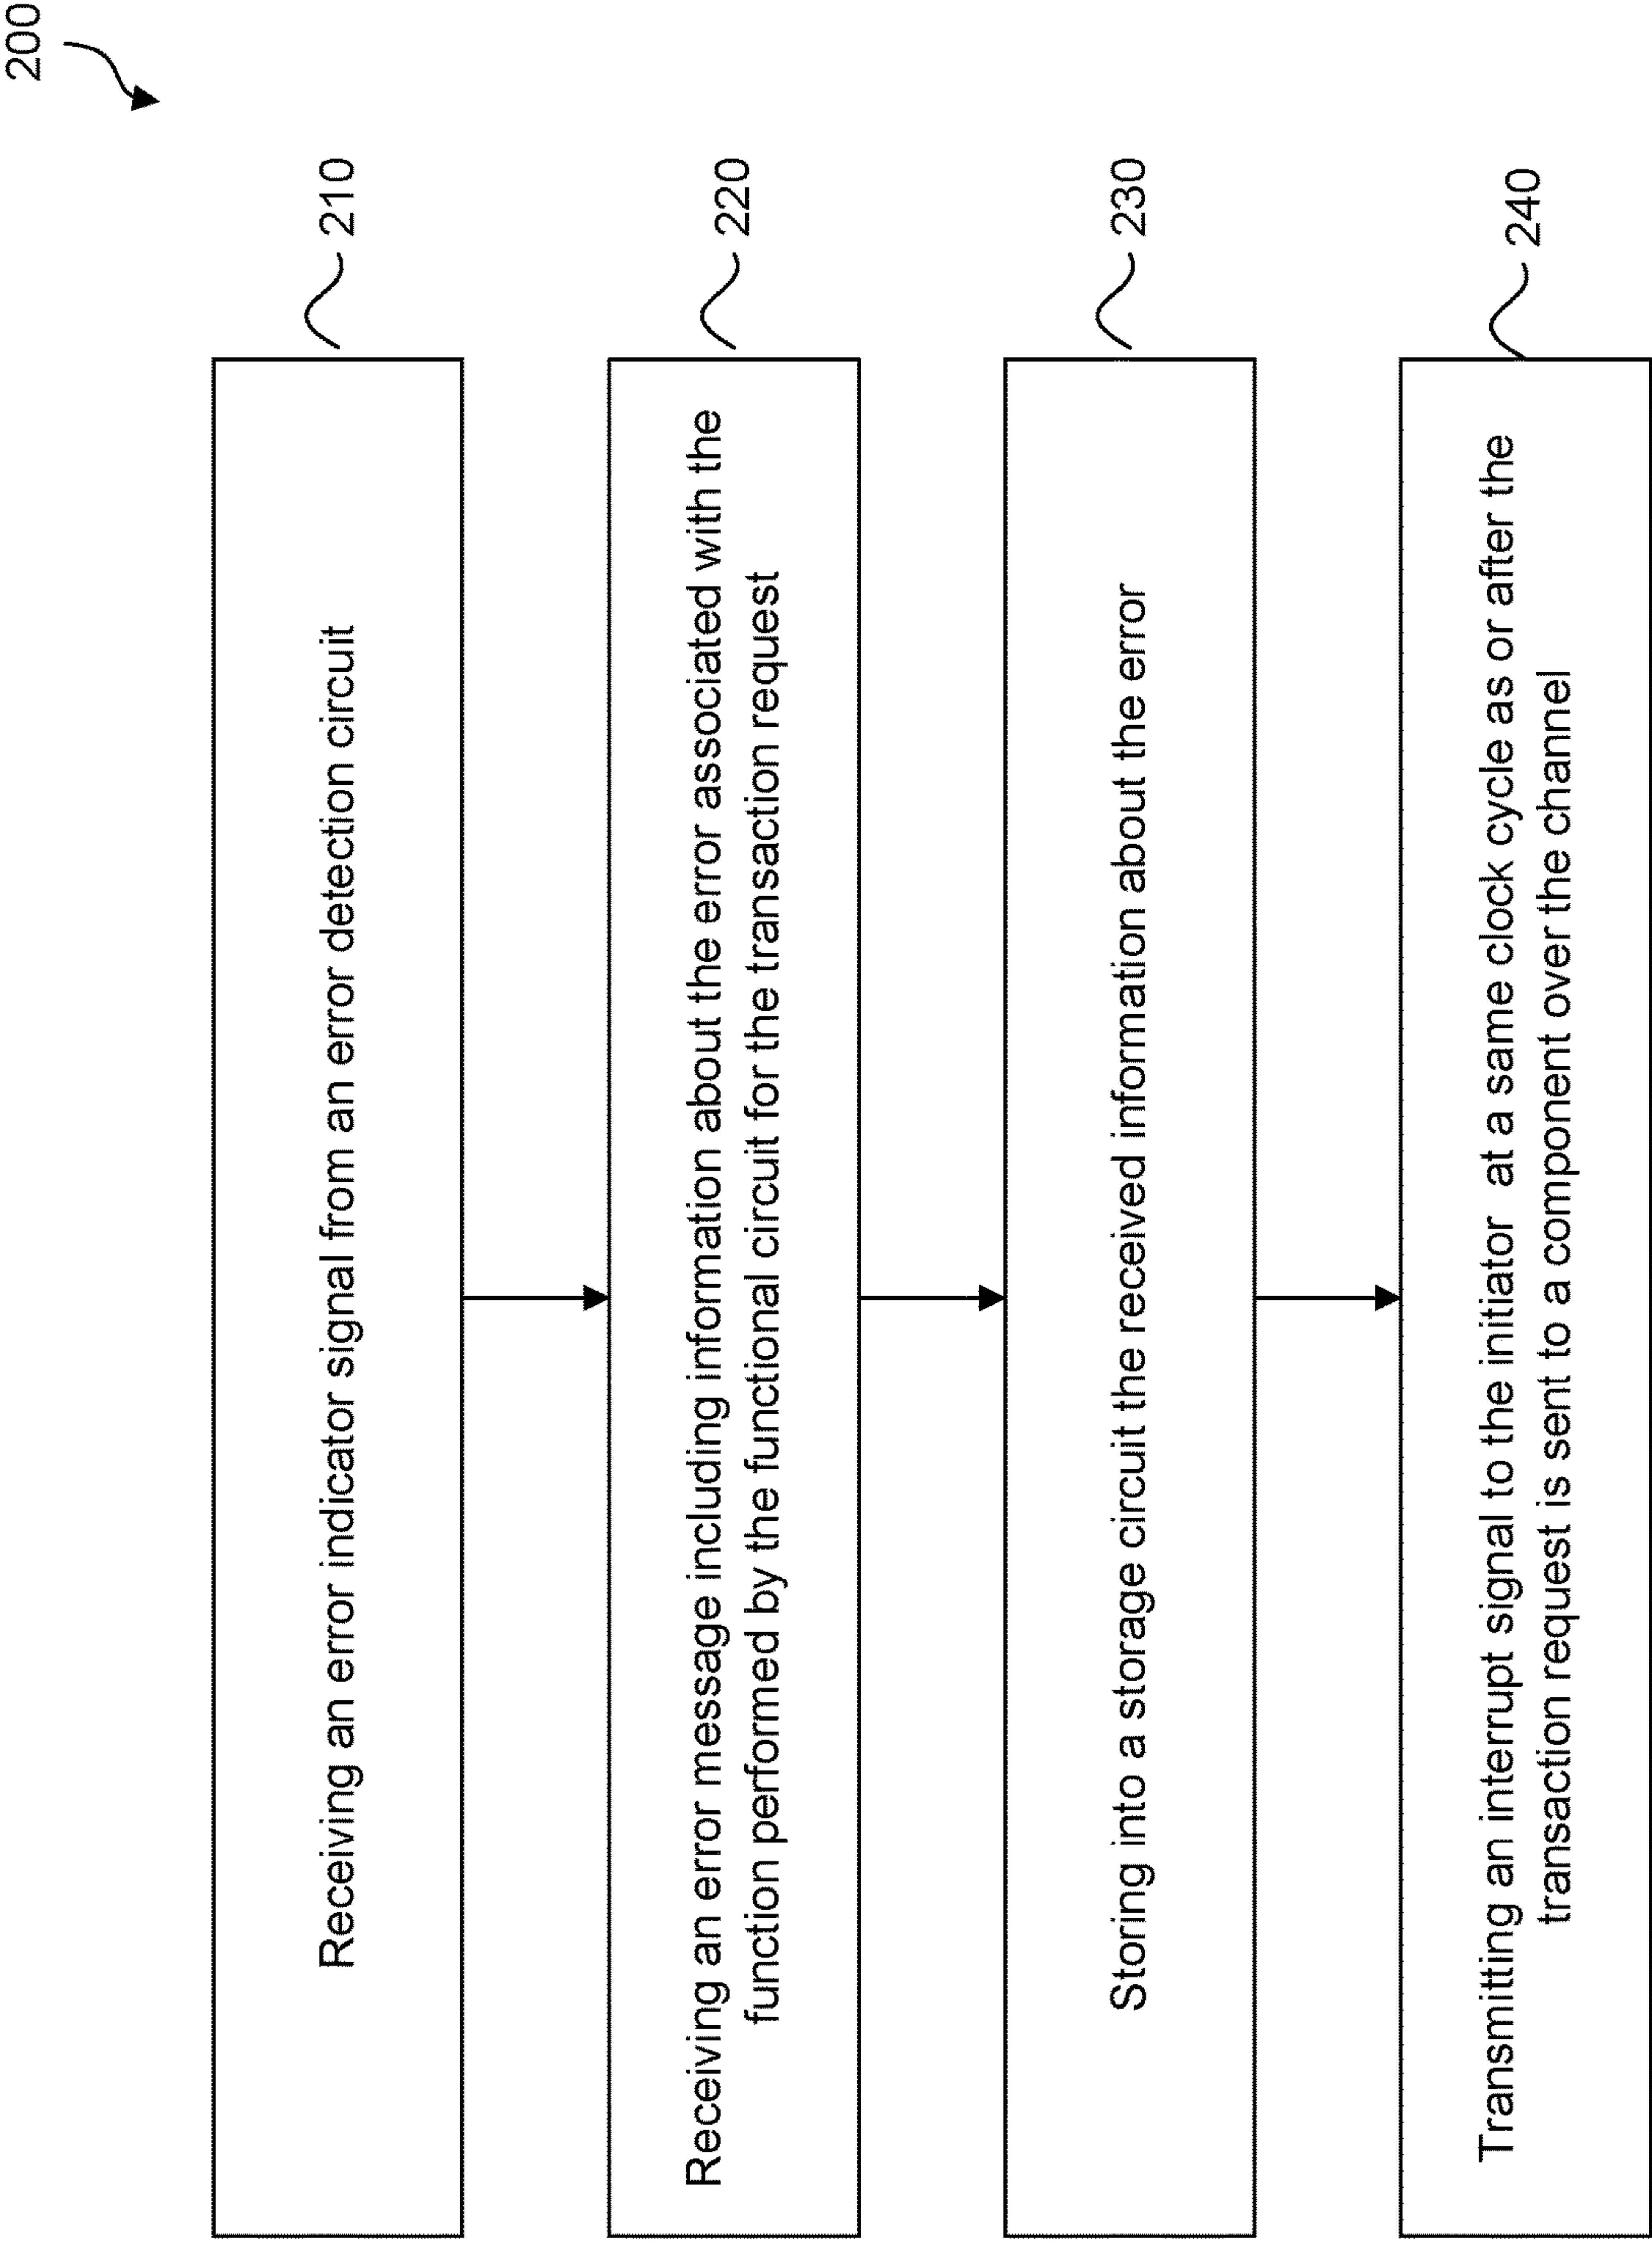 200
Receiving an error indicator signal from an error detection circuit
210
Receiving an error message including information about the error associated with the
function performed by the functional circuit for the transaction request
220
Storing into a storage circuit the received information about the error
230
Transmitting an interrupt signal to the initiator at a same clock cycle as or after the
transaction request is sent to a component over the channel
240